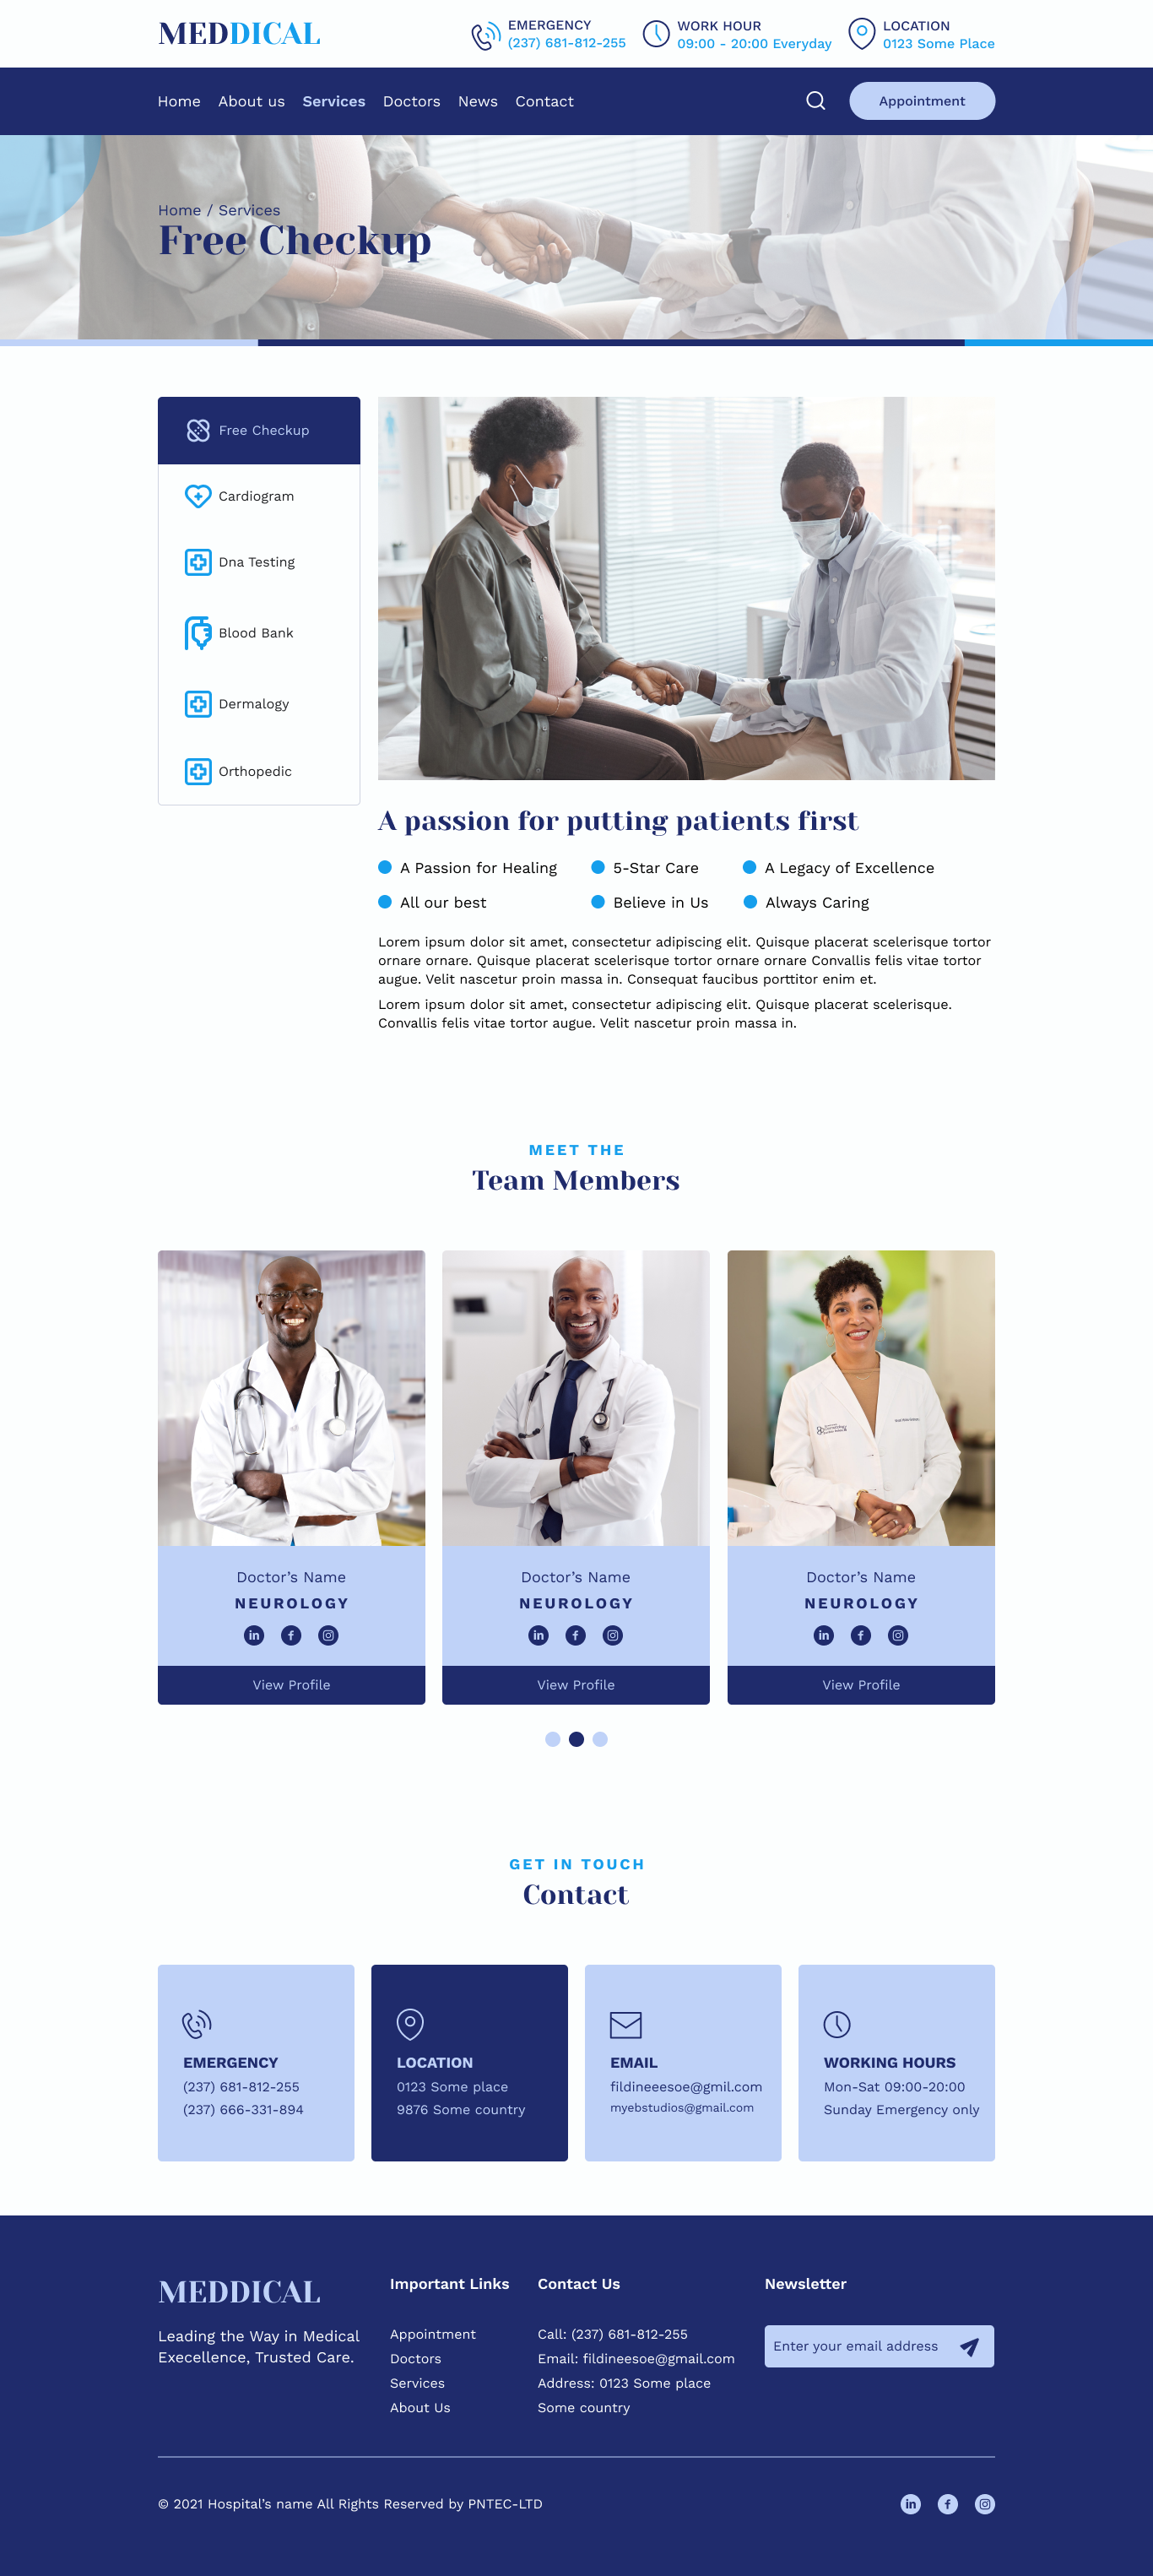 MEDDICAL
EMERGENCY
(237) 681-812-255
WORK HOUR
09:00 - 20:00 Everyday
LOCATION
0123 Some Place
Home
About us
Services
Doctors
News
Contact
Appointment
Home / Services
Free Checkup
Free Checkup
Cardiogram
Dna Testing
Blood Bank
Dermalogy
Orthopedic
A passion for putting patients first
A Passion for Healing
5-Star Care
A Legacy of Excellence
All our best
Believe in Us
Always Caring
Lorem ipsum dolor sit amet, consectetur adipiscing elit. Quisque placerat scelerisque tortor
ornare ornare. Quisque placerat scelerisque tortor ornare ornare Convallis felis vitae tortor
augue. Velit nascetur proin massa in. Consequat faucibus porttitor enim et.
Lorem ipsum dolor sit amet, consectetur adipiscing elit. Quisque placerat scelerisque.
Convallis felis vitae tortor augue. Velit nascetur proin massa in.
MEET THE
Team Members
Doctor’s Name
NEUROLOGY
View Profile
Doctor’s Name
NEUROLOGY
View Profile
Doctor’s Name
NEUROLOGY
View Profile
GET IN TOUCH
Contact
EMERGENCY
(237) 681-812-255
(237) 666-331-894
LOCATION
0123 Some place
9876 Some country
EMAIL
fildineeesoe@gmil.com
myebstudios@gmail.com
WORKING HOURS
Mon-Sat 09:00-20:00
Sunday Emergency only
MEDDICAL
Leading the Way in Medical
Execellence, Trusted Care.
Important Links
Appointment
Doctors
Services
About Us
Contact Us
Call: (237) 681-812-255
Email: fildineesoe@gmail.com
Address: 0123 Some place
Some country
Newsletter
Enter your email address
© 2021 Hospital’s name All Rights Reserved by PNTEC-LTD